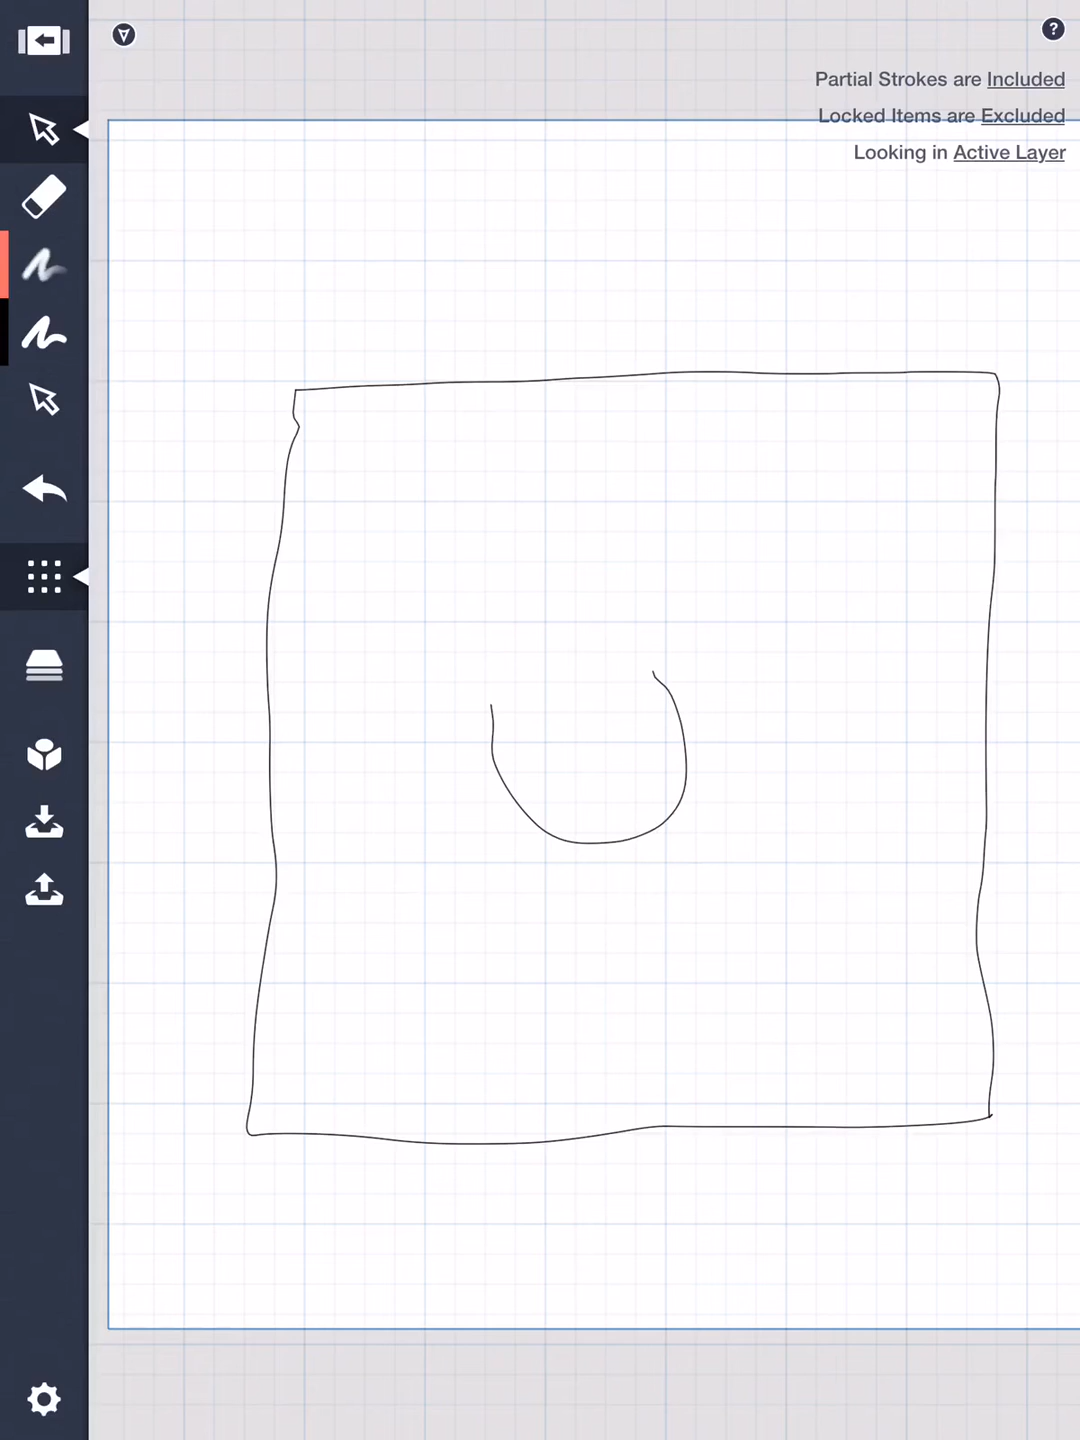 ?
Partial Strokes are Included
Locked Items are Excluded
Looking in Active Layer